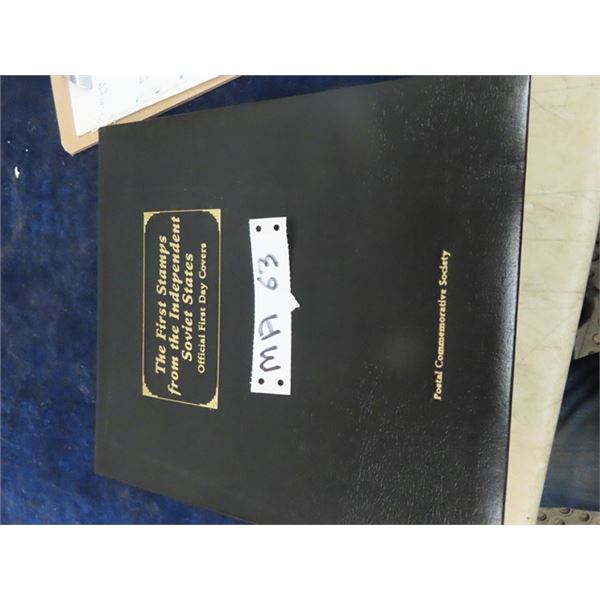 The First Stamps
from the Independent
Soviet States
Official First Day Covers
MA 63
Postal Commemorative Society